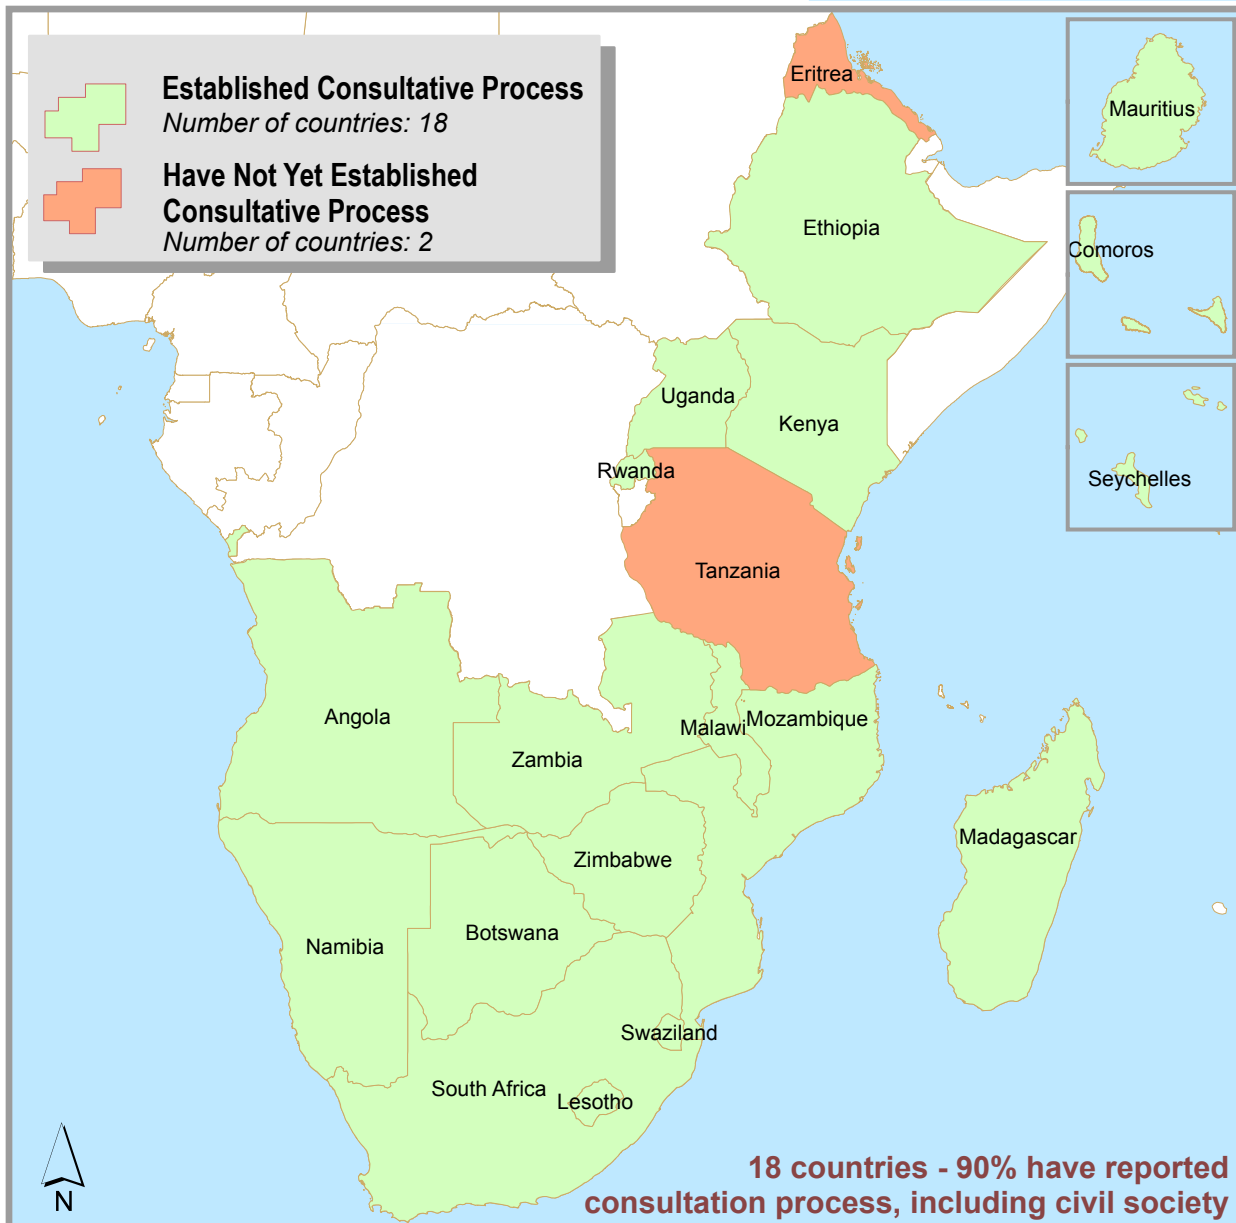 Established Consultative Process
Number of countries: 18
Have Not Yet Established
Consultative Process
Number of countries: 2
Eritrea
Mauritius
Ethiopia
Comoros
Uganda
Kenya
Rwanda
Seychelles
Tanzania
Angola
Malawi
Mozambique
Zambia
Madagascar
Zimbabwe
Botswana
Namibia
Swaziland
South Africa
Lesotho
N
18 countries - 90% have reported
consultation process, including civil society